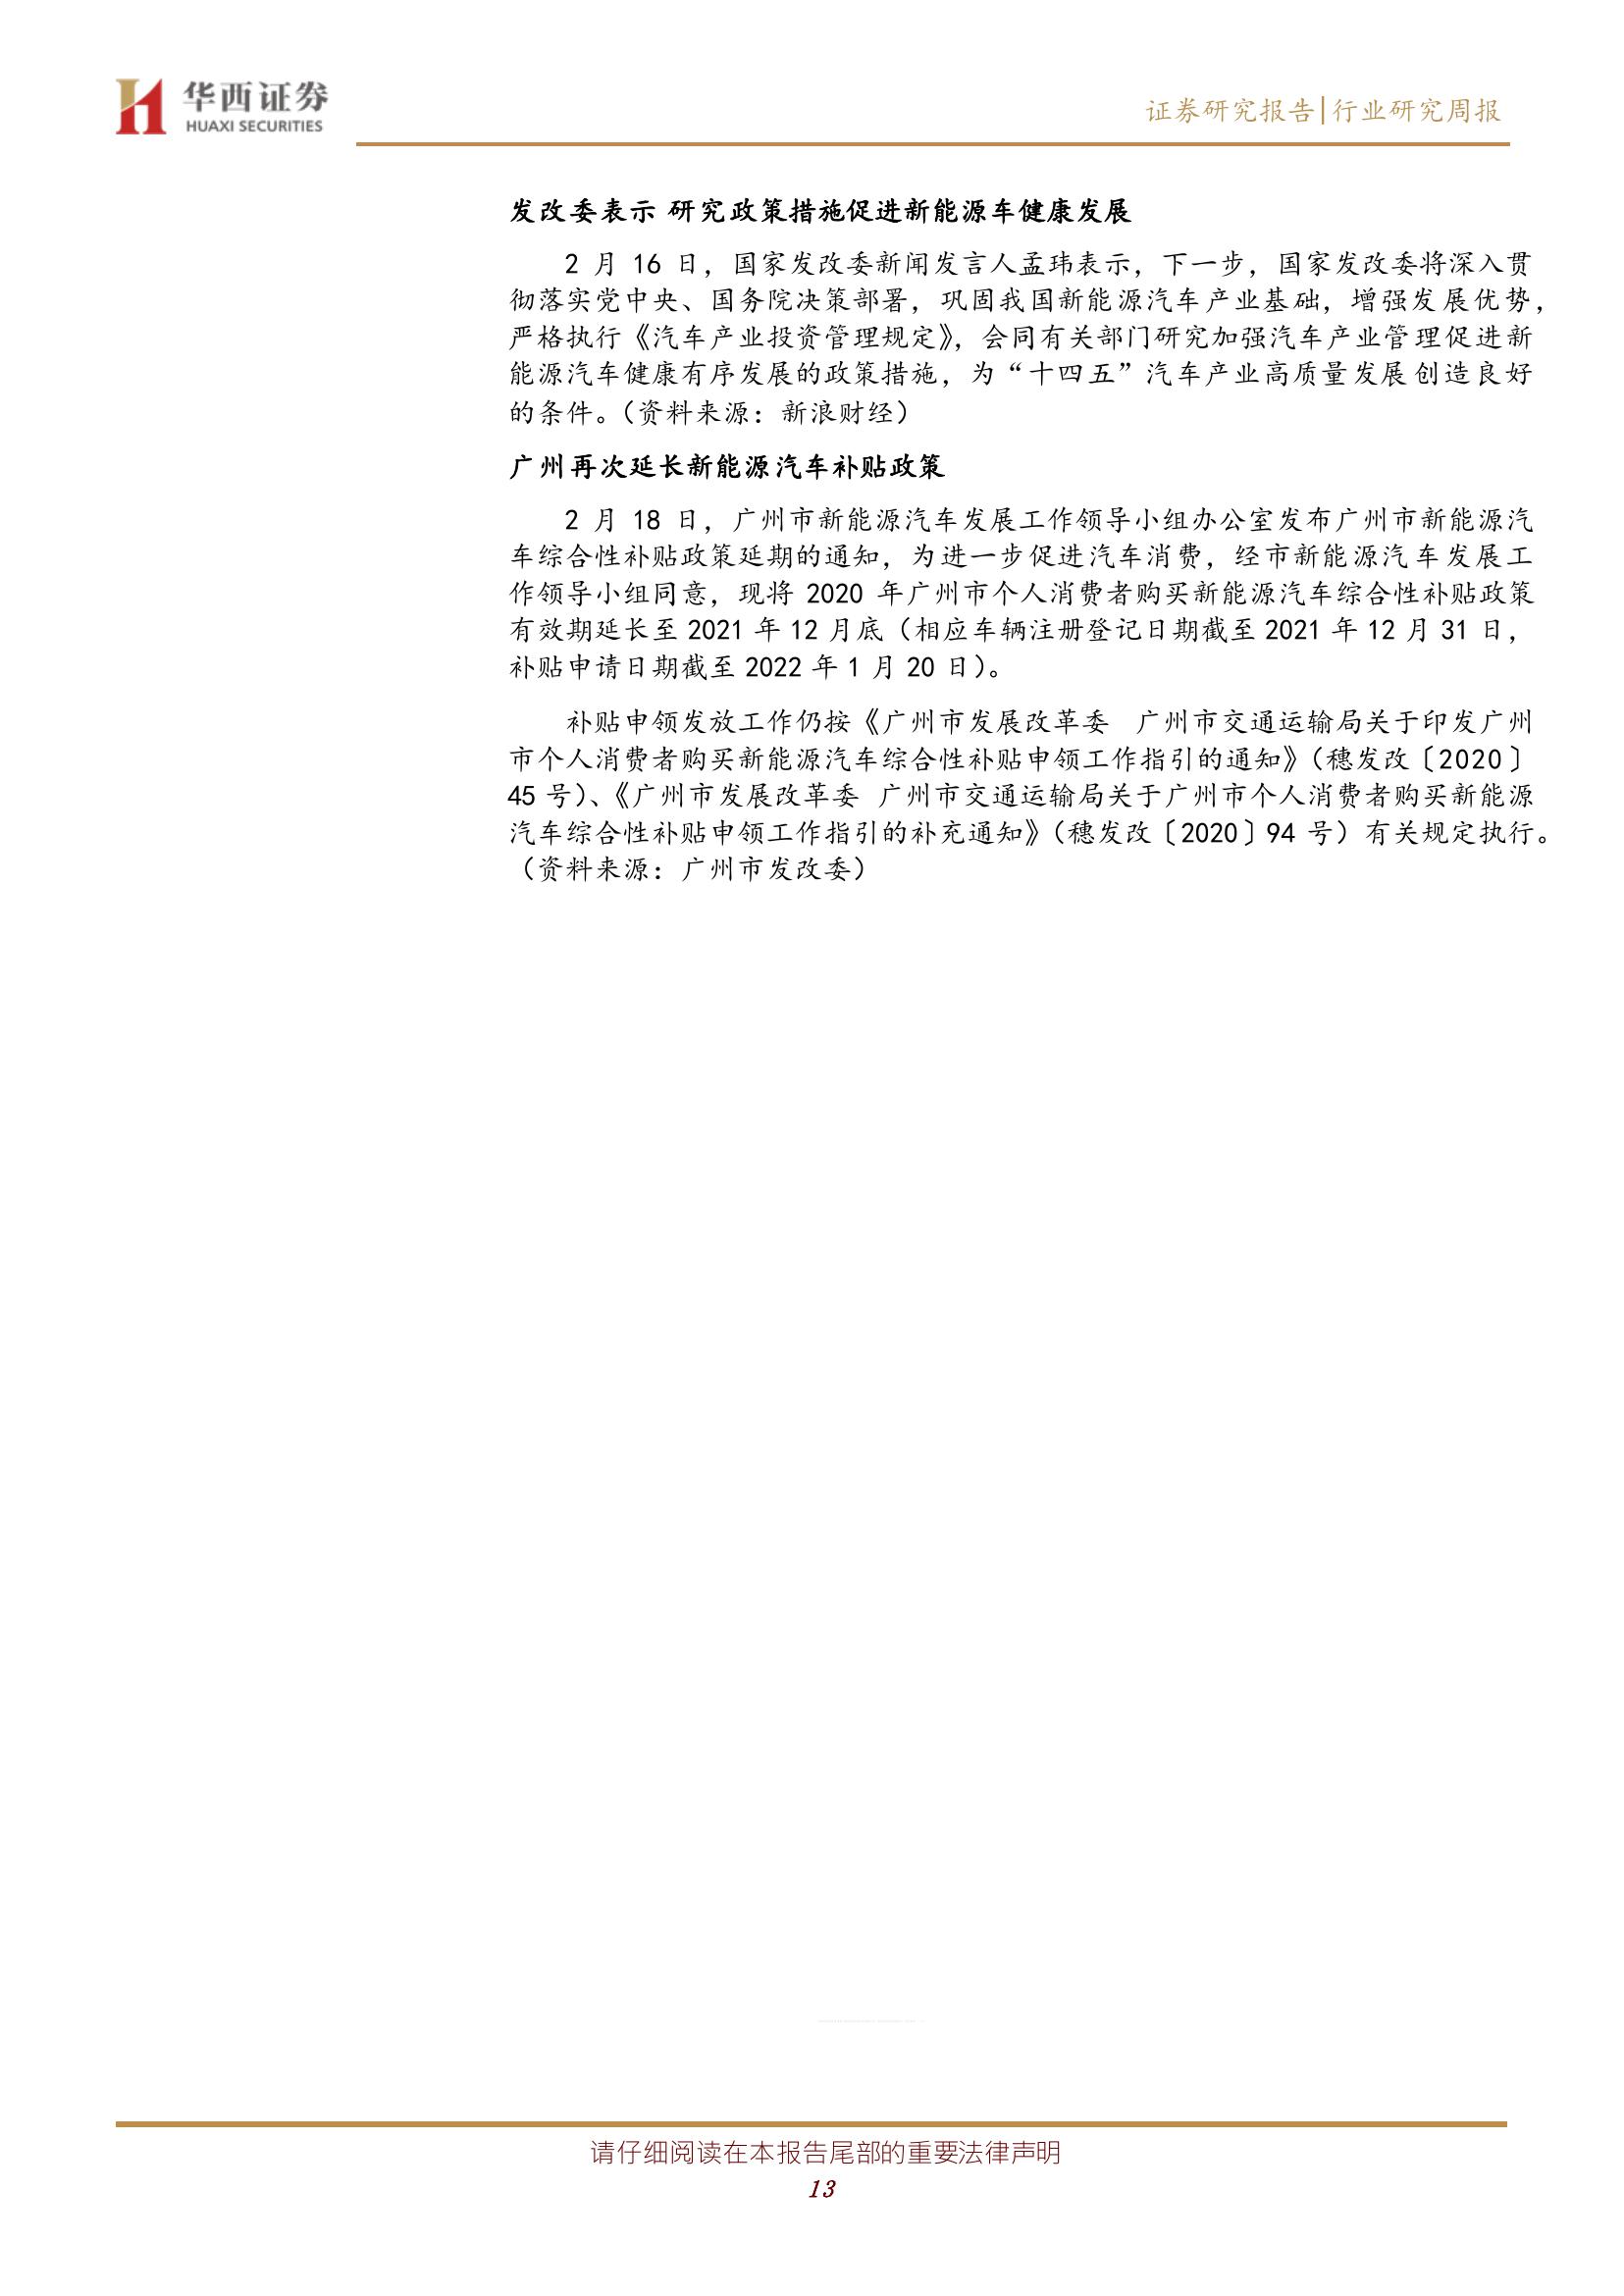 华西证券
HUAXI SECURITIES
证券研究报告|行业研究周报
发改委表示 研究政策措施促进新能源车健康发展
2 月 16 日，国家发改委新闻发言人孟玮表示，下一步，国家发改委将深入贯
彻落实党中央、国务院决策部署，巩固我国新能源汽车产业基础，增强发展优势，
严格执行《汽车产业投资管理规定》，会同有关部门研究加强汽车产业管理促进新
能源汽车健康有序发展的政策措施，为“十四五”汽车产业高质量发展创造良好
的条件。（资料来源：新浪财经）
广州再次延长新能源汽车补贴政策
2 月 18 日，广州市新能源汽车发展工作领导小组办公室发布广州市新能源汽
车综合性补贴政策延期的通知，为进一步促进汽车消费，经市新能源汽车发展工
作领导小组同意，现将 2020 年广州市个人消费者购买新能源汽车综合性补贴政策
有效期延长至 2021 年 12 月底（相应车辆注册登记日期截至 2021 年 12 月 31 日，
补贴申请日期截至 2022 年 1 月 20 日）。
补贴申领发放工作仍按《广州市发展改革委 广州市交通运输局关于印发广州
市个人消费者购买新能源汽车综合性补贴申领工作指引的通知》（穗发改〔2020〕
45 号）、《广州市发展改革委 广州市交通运输局关于广州市个人消费者购买新能源
汽车综合性补贴申领工作指引的补充通知》（穗发改〔2020〕94 号）有关规定执行。
（资料来源：广州市发改委）
请仔细阅读在本报告尾部的重要法律声明
13